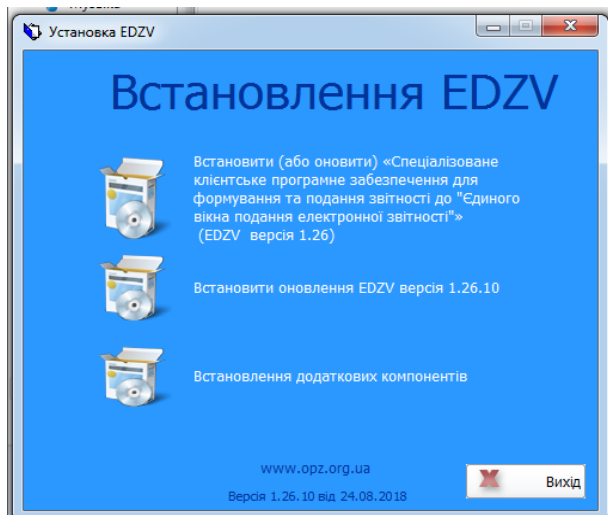 Установка EDZV
Встановлення EDZV
Встановити (або оновити) «Спеціалізоване
клієнтське програмне забезпечення для
формування та подання звітності до "Єдиного
вікна подання електронної звітності"»
(EDZV версія 1.26)
Встановити оновлення EDZV версія 1.26.10
Встановлення додаткових компонентів
www.opz.org.ua
Версія 1.26.10 від 24.08.2018
Вихід